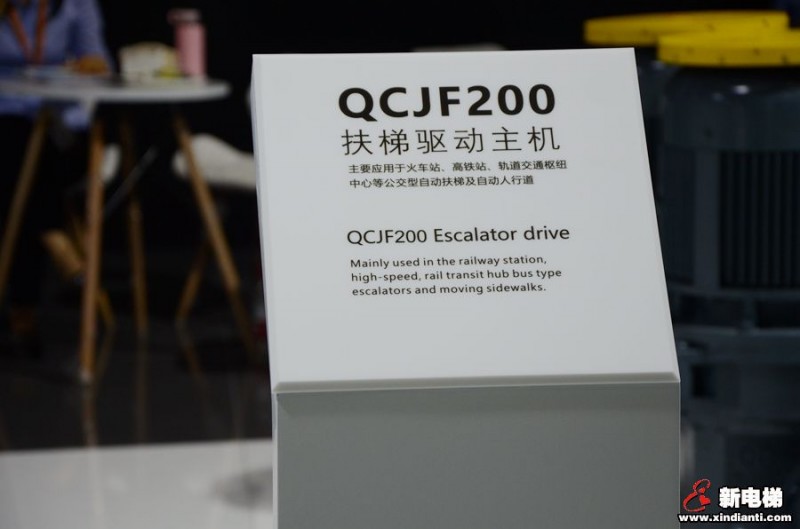 QCJF200
扶梯驱动主机
主要应用于火车站、高铁站、轨道交通枢纽
中心等公交型自动扶梯及自动人行道
QCJF200 Escalator drive
Mainly used in the railway station,
high-speed, rail transit hub bus type
escalators and moving sidewalks.
新电梯
www.xindianti.com